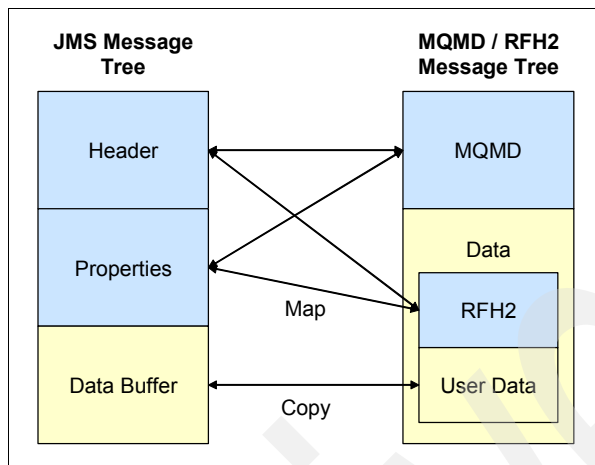 JMS Message
Tree
MQMD / RFH2
Message Tree
Header
MQMD
Properties
Data
Map
RFH2
Data Buffer
User Data
Copy